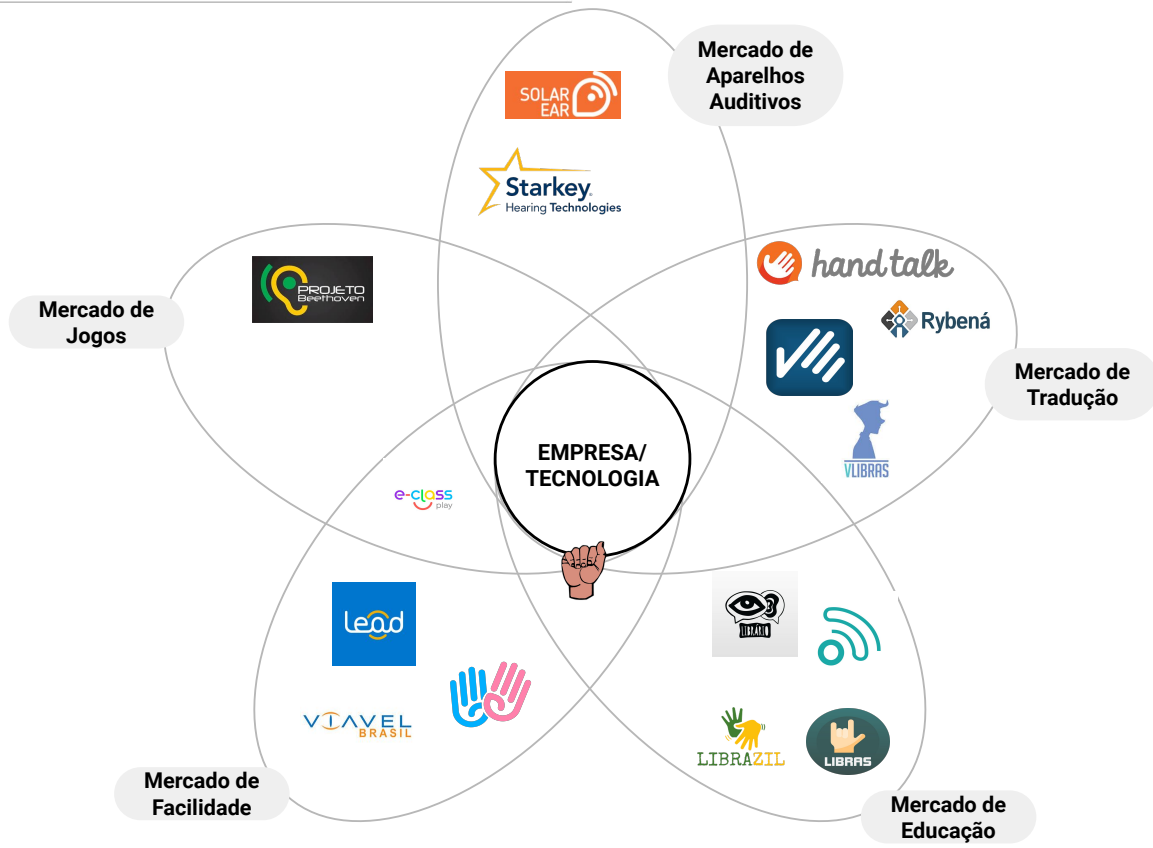 Mercado de
Aparelhos
Auditivos
SOLAR
EAR
Starkey
Hearing Technologies
hand talk
Rybená
PROJETO
Beethoven
Mercado de
Jogos
Mercado de
Tradução
VLIBRAS
EMPRESA/
TECNOLOGIA
e-class
play
Lead
VIAVEL
BRASIL
LIBRAZIL
LIBRAS
Mercado de
Facilidade
Mercado de
Educação